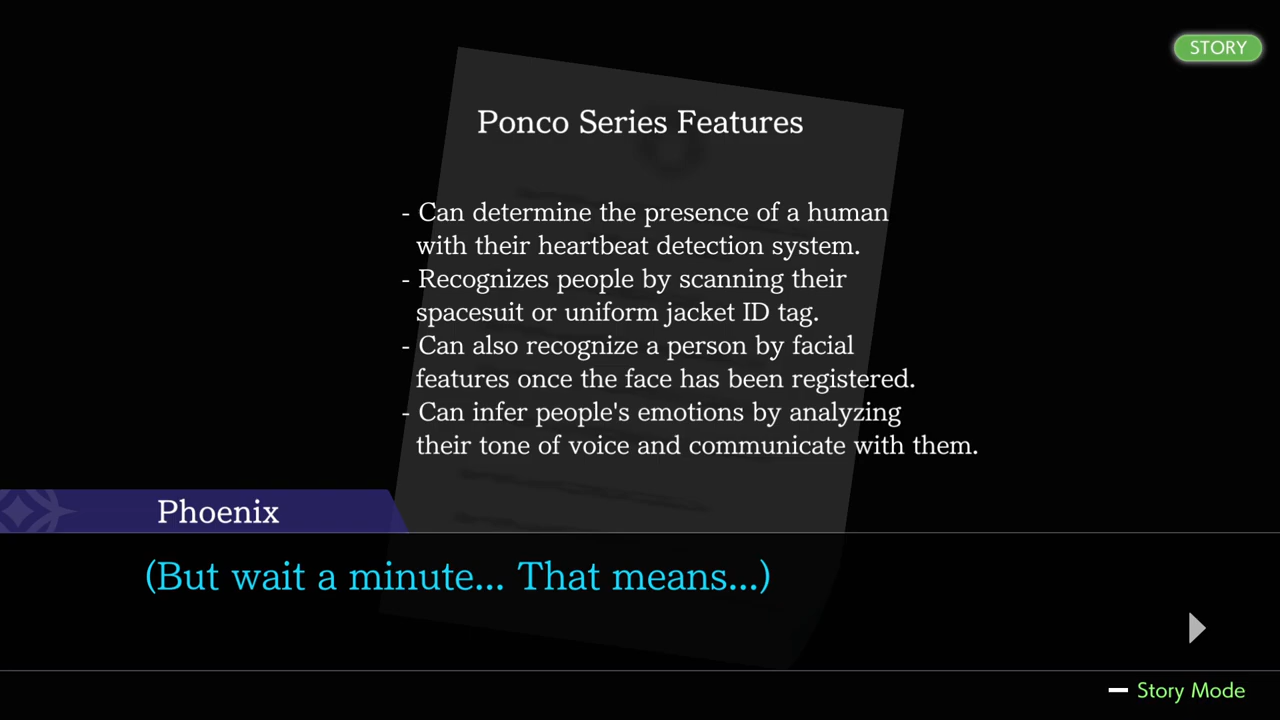 STORY
Ponco Series Features
- Can determine the presence of a human
with their heartbeat detection system.
- Recognizes people by scanning their
spacesuit or uniform jacket ID tag.
- Can also recognize a person by facial
features once the face has been registered.
- Can infer people's emotions by analyzing
their tone of voice and communicate with them.
Phoenix
(But wait a minute... That means...)
Story Mode